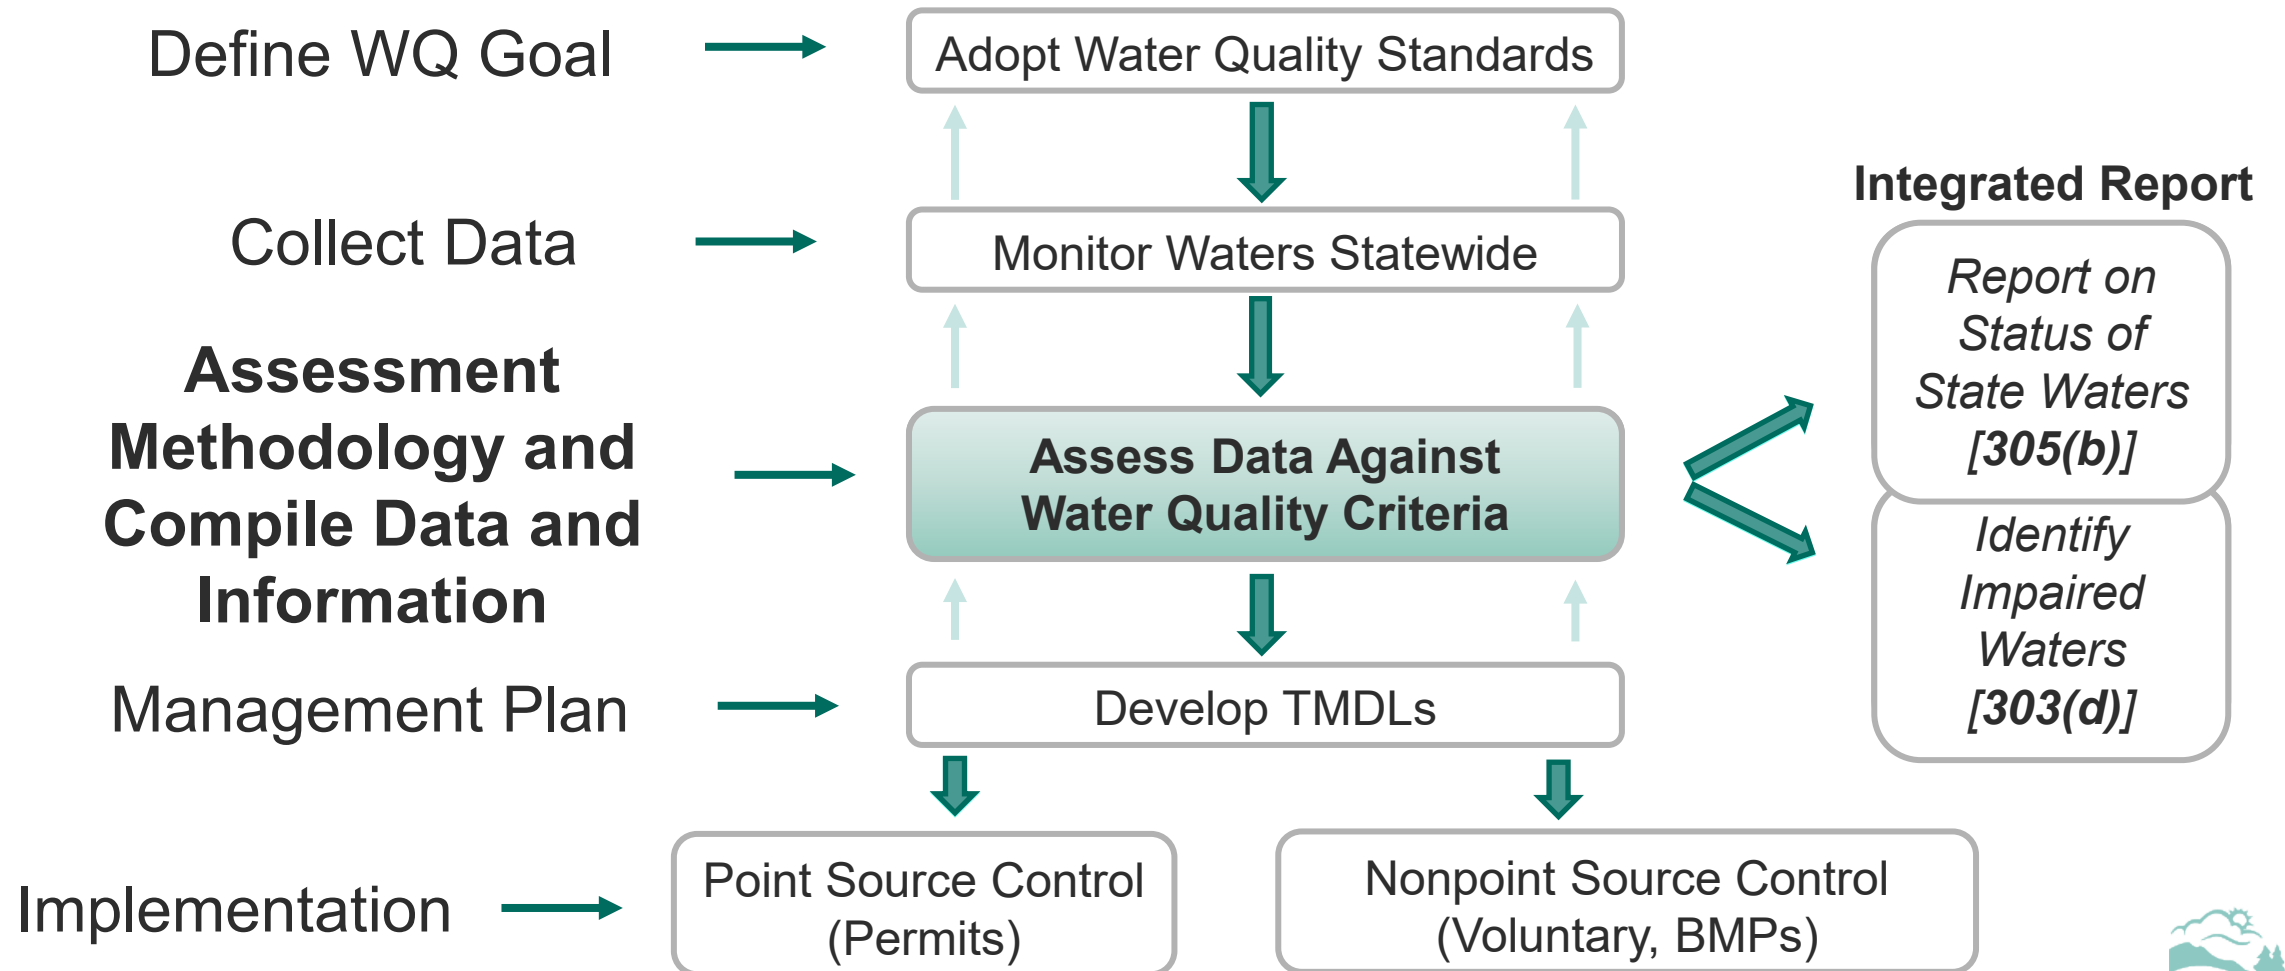 Define WQ Goal
Adopt Water Quality Standards
Collect Data
Monitor Waters Statewide
Assessment
Methodology and
Compile Data and
Information
Assess Data Against
Water Quality Criteria
Integrated Report
Report on
Status of
State Waters
[305(b)]
Identify
Impaired
Waters
[303(d)]
Management Plan
Develop TMDLs
Implementation
Point Source Control
(Permits)
Nonpoint Source Control
(Voluntary, BMPs)